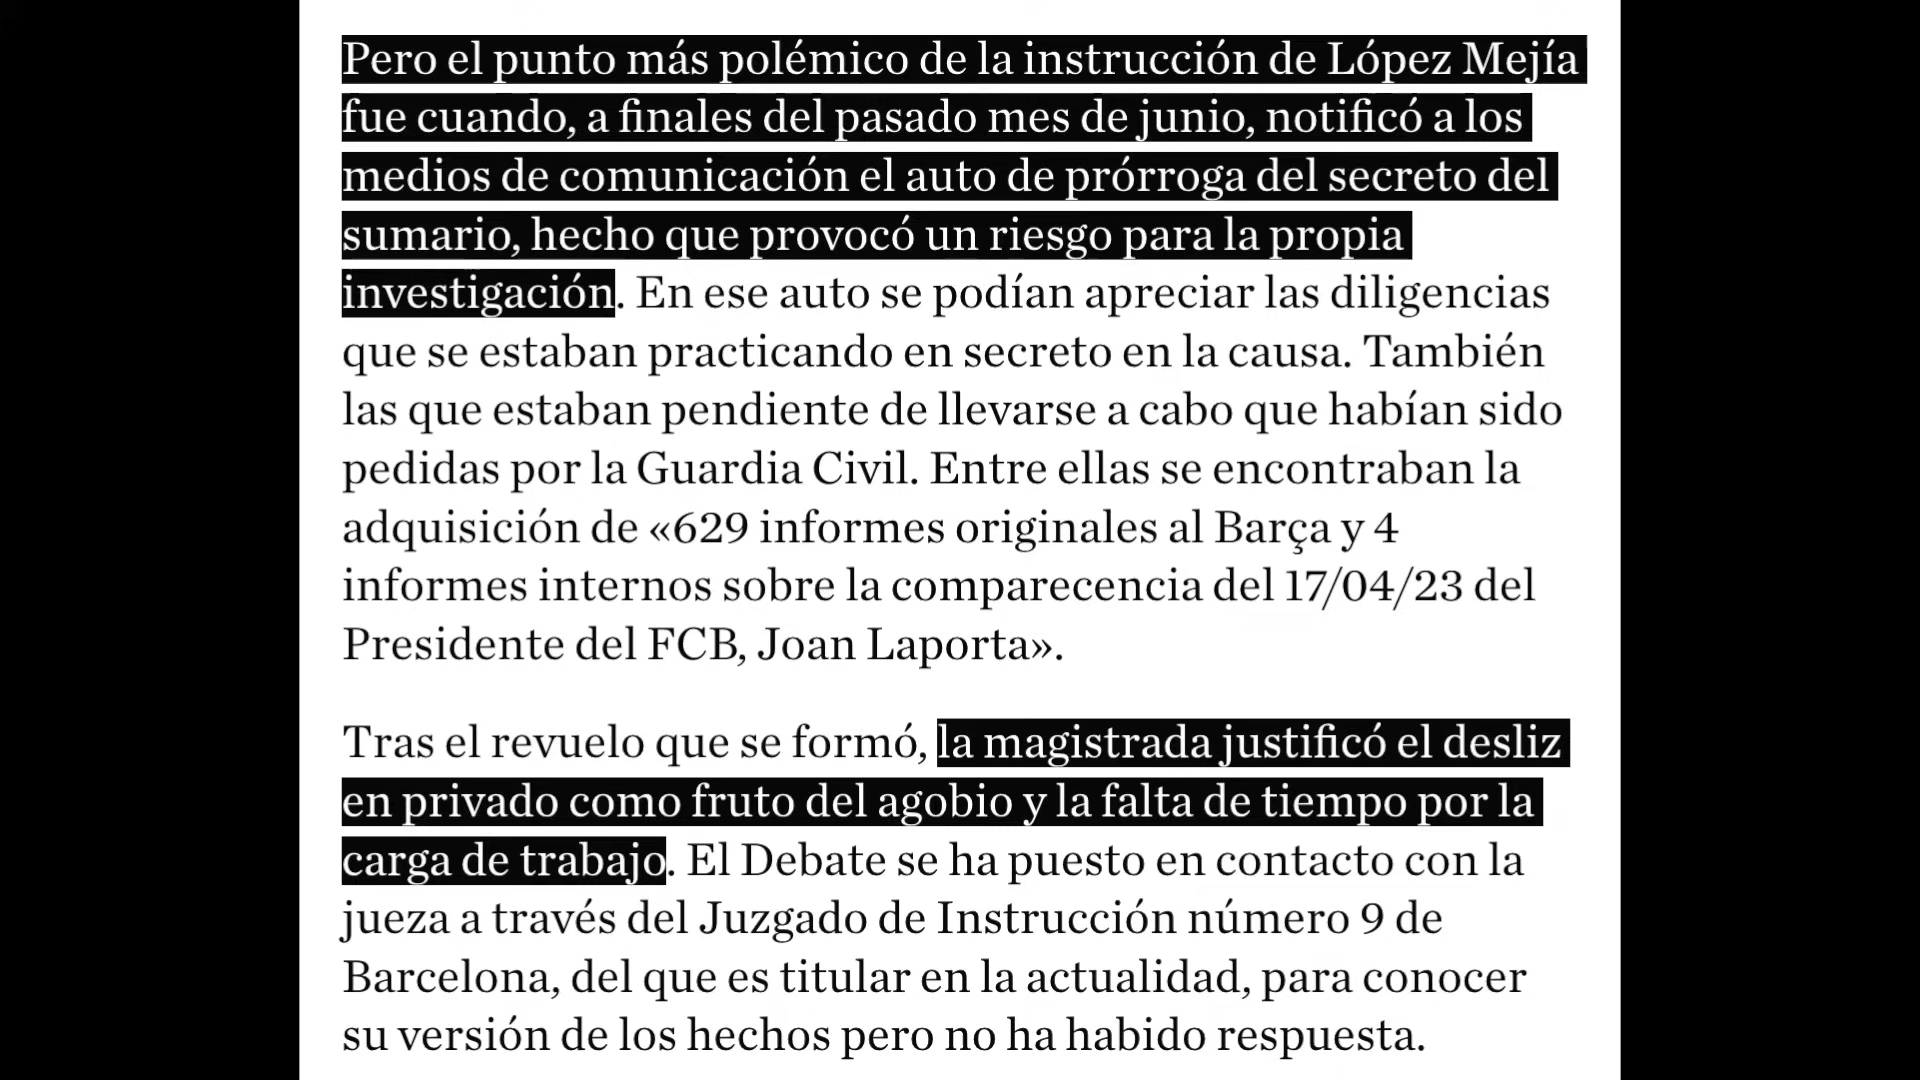 Pero el punto más polémico de la instrucción de López Mejía
fue cuando, a finales del pasado mes de junio, notificó a los
medios de comunicación el auto de prórroga del secreto del
sumario, hecho que provocó un riesgo para la propia
investigación. En ese auto se podían apreciar las diligencias
que se estaban practicando en secreto en la causa. También
las que estaban pendiente de llevarse a cabo que habían sido
pedidas por la Guardia Civil. Entre ellas se encontraban la
adquisición de «629 informes originales al Barça y 4
informes internos sobre la comparecencia del 17/04/23 del
Presidente del FCB, Joan Laporta».
Tras el revuelo que se formó, la magistrada justificó el desliz
en privado como fruto del agobio y la falta de tiempo por la
carga de trabajo. El Debate se ha puesto en contacto con la
jueza a través del Juzgado de Instrucción número 9 de
Barcelona, del que es titular en la actualidad, para conocer
su versión de los hechos pero no ha habido respuesta.